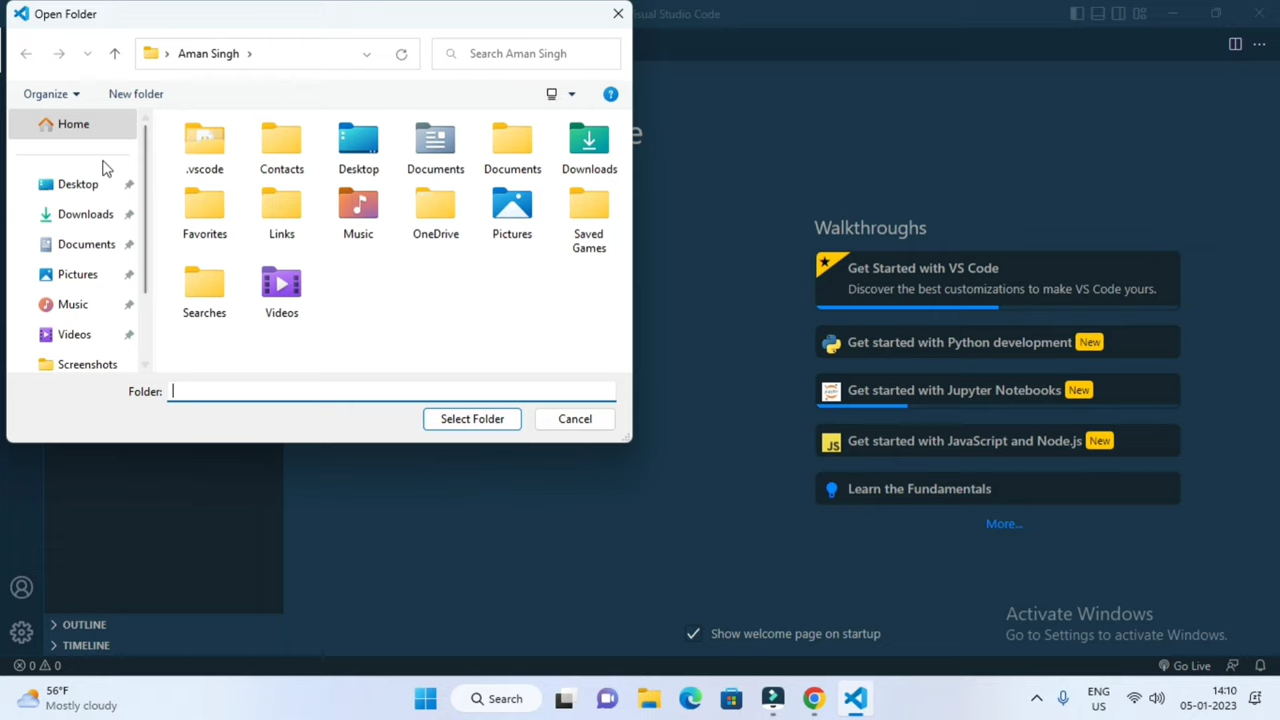 Open Folder
Visual Studio Code
Aman Singh
Search Aman Singh
Organize
New folder
Home
Desktop
Downloads
Documents
Pictures
Music
Videos
Screenshots
.vscode
Contacts
Desktop
Documents
Documents
Downloads
Favorites
Links
Music
OneDrive
Pictures
Saved
Games
Searches
Videos
Folder:
Select Folder
Cancel
e
Walkthroughs
Get Started with VS Code
Discover the best customizations to make VS Code yours.
Get started with Python development New
Get started with Jupyter Notebooks New
JS Get started with JavaScript and Node.js New
Learn the Fundamentals
More...
OUTLINE
TIMELINE
Show welcome page on startup
Activate Windows
Go to Settings to activate Windows.
0 0
Go Live
56°F
Mostly cloudy
Search
ENG
US
14:10
05-01-2023